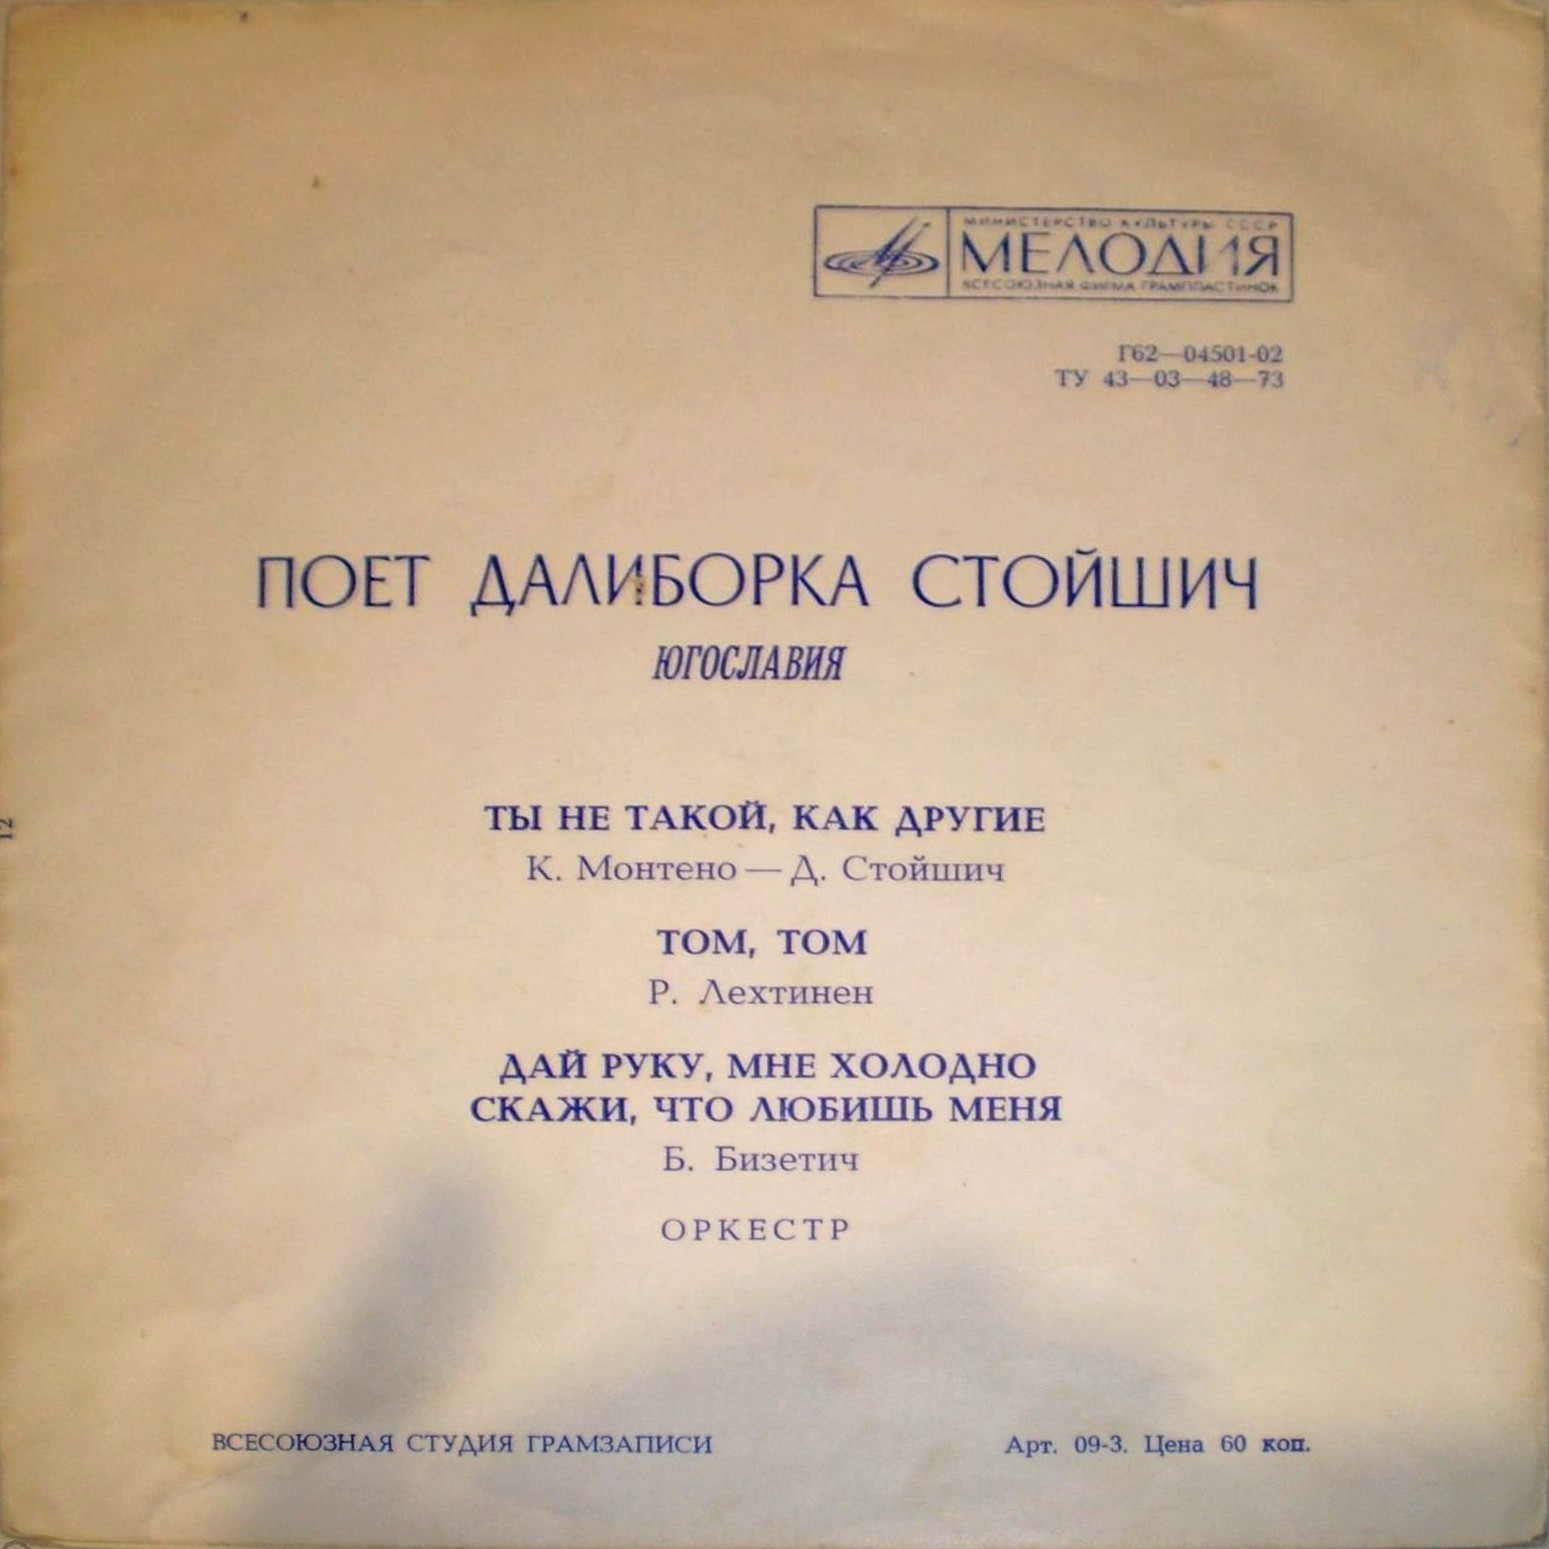 МИНИСТЕРСТВО КУЛЬТУРЫ СССР
МЕЛОДИЯ
ВСЕСОЮЗНАЯ ФИРМА ГРАМПЛАСТИНОК
Г62—04501-02
ТУ 43—03—48—73
ПОЕТ ДАЛИБОРКА СТОЙШИЧ
ЮГОСЛАВИЯ
12
ТЫ НЕ ТАКОЙ, КАК ДРУГИЕ
К. Монтено — Д. Стойшич
ТОМ, ТОМ
Р. Лехтинен
ДАЙ РУКУ, МНЕ ХОЛОДНО
СКАЖИ, ЧТО ЛЮБИШЬ МЕНЯ
Б. Бизетич
ОРКЕСТР
ВСЕСОЮЗНАЯ СТУДИЯ ГРАМЗАПИСИ
Арт. 09-3. Цена 60 коп.